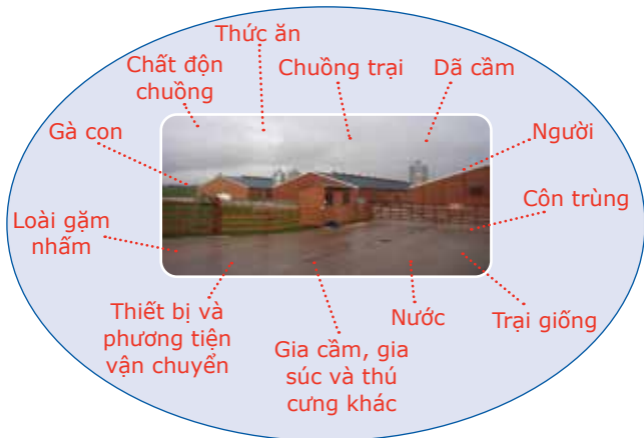 Thức ăn
Chất độn
chuồng
Chuồng trại
Dã cầm
Gà con
Người
Côn trùng
Loài gặm
nhấm
Thiết bị và
phương tiện
vận chuyển
Gia cầm, gia
súc và thú
cưng khác
Nước
Trại giống